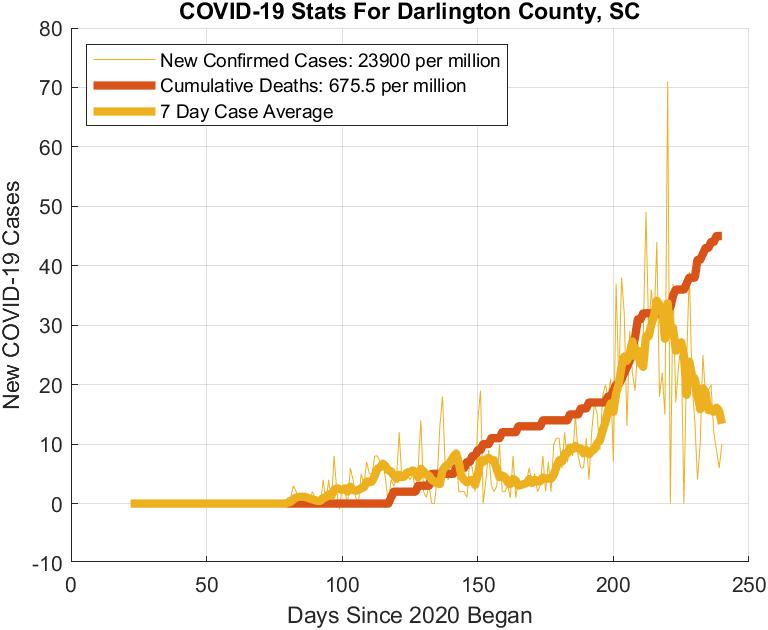 COVID-19 Stats For Darlington County, SC
New Confirmed Cases: 23900 per million
Cumulative Deaths: 675.5 per million
7 Day Case Average
New COVID-19 Cases
80
70
60
50
40
30
20
10
0
-10
0 50 100 150 200 250
Days Since 2020 Began